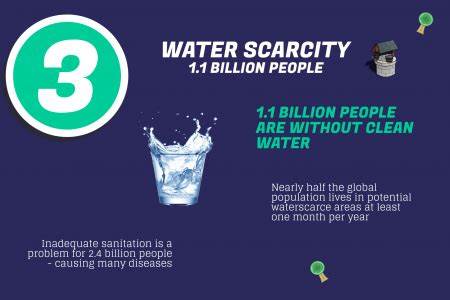 3
WATER SCARCITY
1.1 BILLION PEOPLE
1.1 BILLION PEOPLE
ARE WITHOUT CLEAN
WATER
Nearly half the global
population lives in potential
waterscarce areas at least
one month per year
Inadequate sanitation is a
problem for 2.4 billion people
- causing many diseases